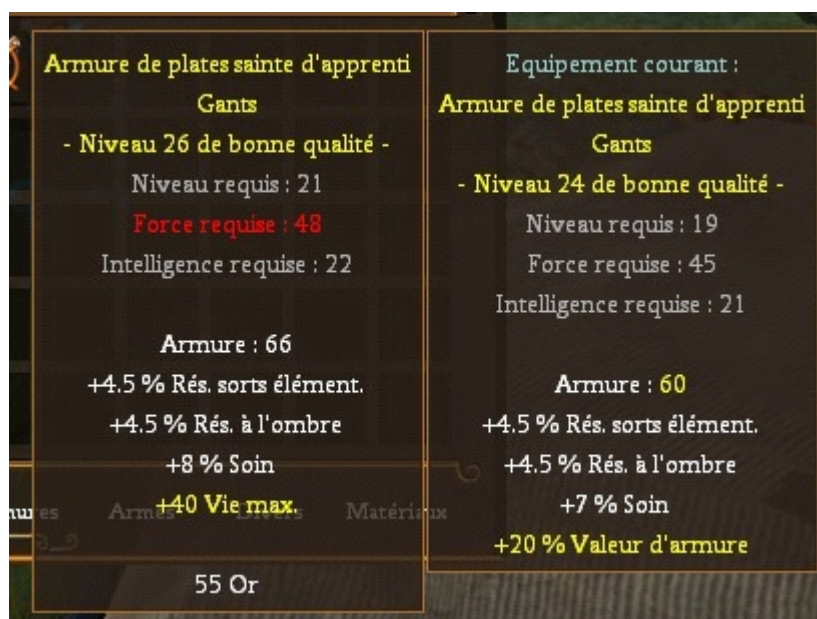 Armure de plates sainte d'apprenti
Gants
- Niveau 26 de bonne qualité -
Niveau requis : 21
Force requise : 48
Intelligence requise : 22
Armure : 66
+4.5 % Rés. sorts élément.
+4.5 % Rés. à l'ombre
+8 % Soin
+40 Vie max.
55 Or
Equipement courant :
Armure de plates sainte d'apprenti
Gants
- Niveau 24 de bonne qualité -
Niveau requis : 19
Force requise : 45
Intelligence requise : 21
Armure : 60
+4.5 % Rés. sorts élément.
+4.5 % Rés. à l'ombre
+7 % Soin
+20 % Valeur d'armure
Armes Divers Matériaux